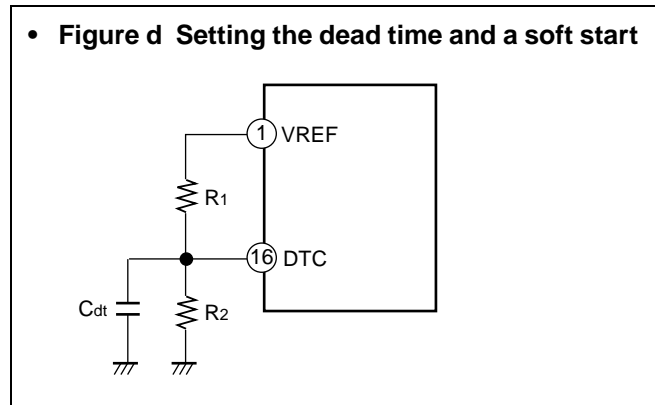 • Figure d  Setting the dead time and a soft start
1 VREF
R1
16 DTC
Cdt
R2